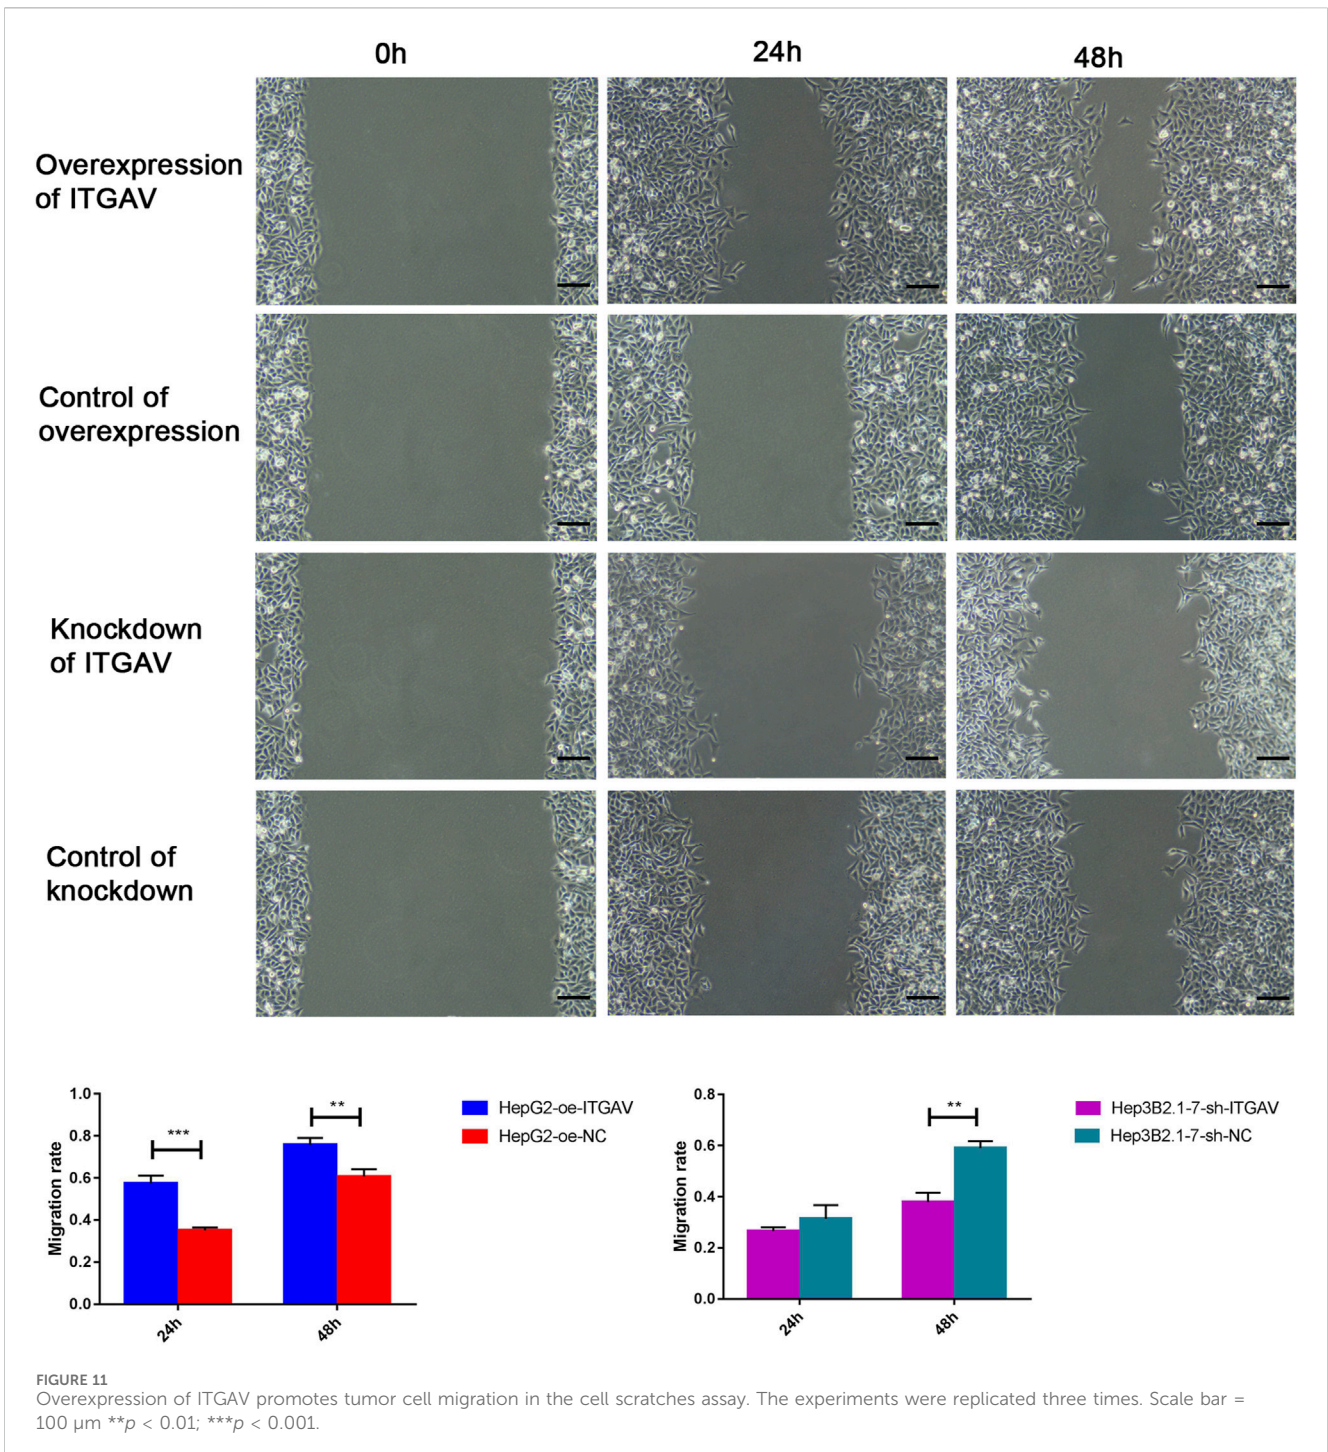 0h
24h
48h
Overexpression
of ITGAV
Control of
overexpression
Knockdown
of ITGAV
Control of
knockdown
Migration rate
1.0
0.8
0.6
0.4
0.2
0.0
***
**
24h
48h
HepG2-oe-ITGAV
HepG2-oe-NC
Migration rate
0.8
0.6
0.4
0.2
0.0
**
24h
48h
Hep3B2.1-7-sh-ITGAV
Hep3B2.1-7-sh-NC
FIGURE 11
Overexpression of ITGAV promotes tumor cell migration in the cell scratches assay. The experiments were replicated three times. Scale bar =
100 μm **p < 0.01; ***p < 0.001.